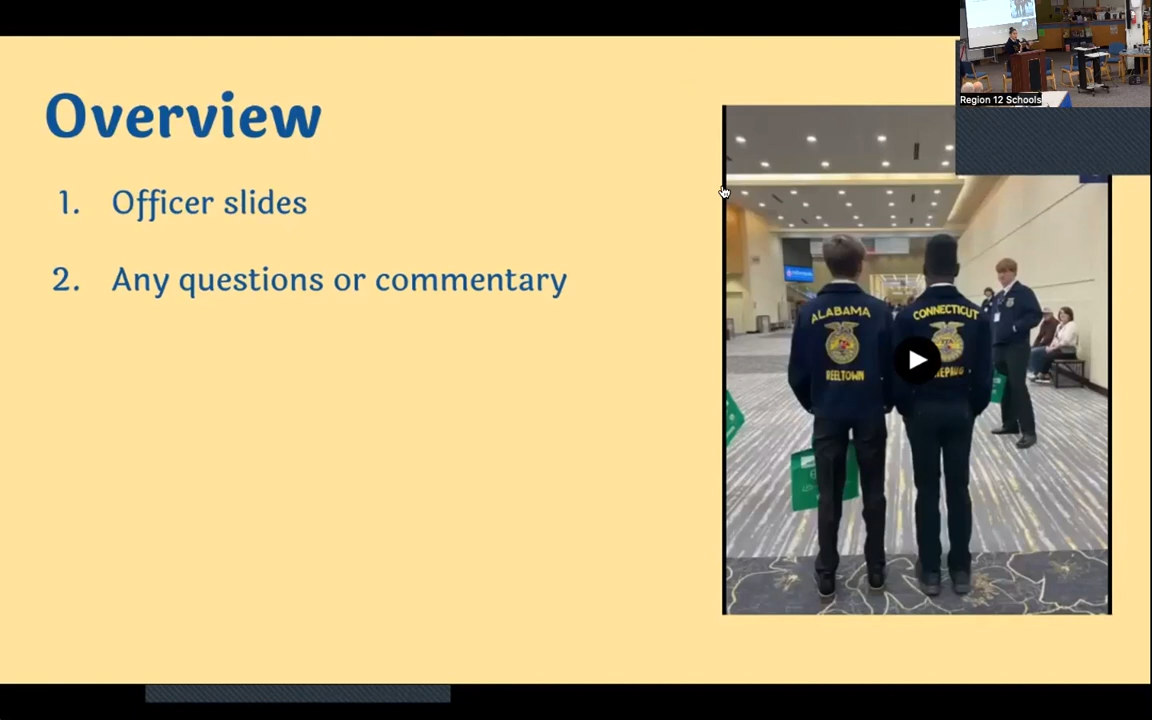 Overview
1. Officer slides
2. Any questions or commentary
Region 12 Schools
ALABAMA
REELTOWN
CONNECTICUT